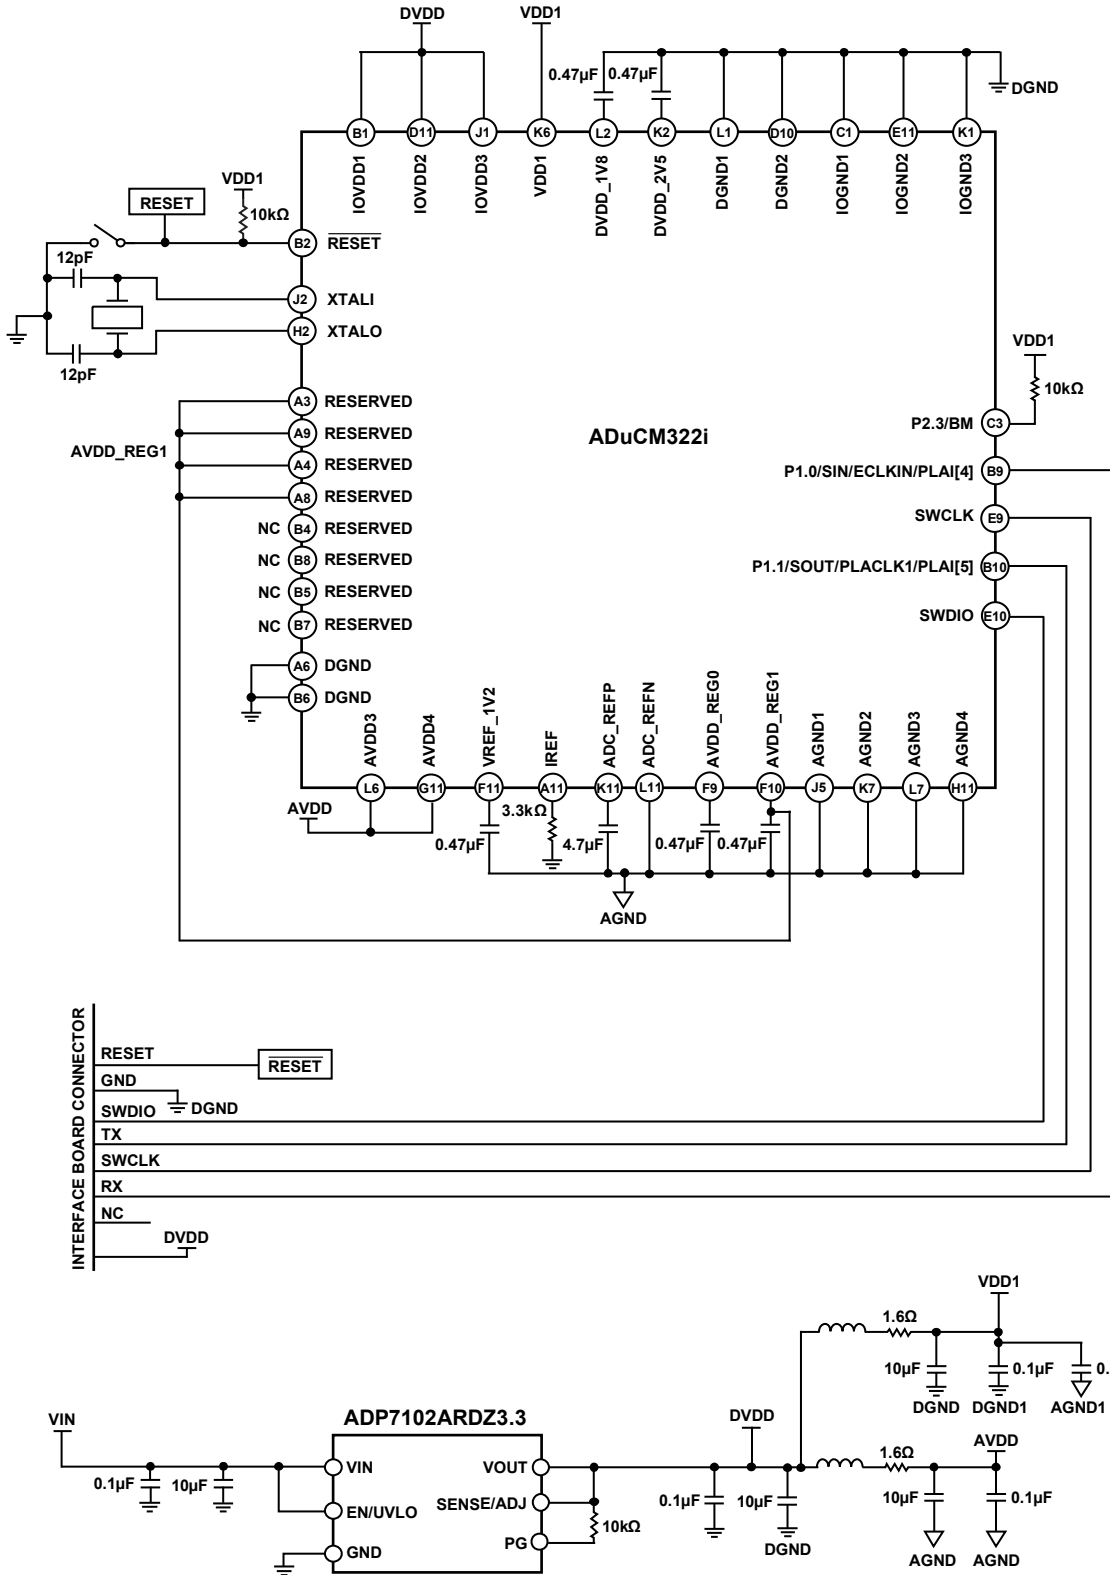 DVDD
VDD1
0.47µF
0.47µF
DGND
B1
D11
J1
K6
L2
K2
L1
D10
C1
E11
K1
IOVDD1
IOVDD2
IOVDD3
VDD1
DVDD_1V8
DVDD_2V5
DGND1
DGND2
IOGND1
IOGND2
IOGND3
VDD1
RESET
10kΩ
B2 RESET
12pF
J2 XTALI
H2 XTALO
12pF
VDD1
10kΩ
A3 RESERVED
A9 RESERVED
AVDD_REG1
A4 RESERVED
A8 RESERVED
NC B4 RESERVED
NC B8 RESERVED
NC B5 RESERVED
NC B7 RESERVED
A6 DGND
B6 DGND
ADuCM322i
P2.3/BM C3
P1.0/SIN/ECLKIN/PLAI[4] B9
SWCLK E9
P1.1/SOUT/PLACLK1/PLAI[5] B10
SWDIO E10
AVDD3
AVDD4
VREF_1V2
IREF
ADC_REFP
ADC_REFN
AVDD_REG0
AVDD_REG1
AGND1
AGND2
AGND3
AGND4
L6
G11
F11
A11
K11
L11
F9
F10
J5
K7
L7
H11
AVDD
0.47µF
3.3kΩ
4.7µF
0.47µF
0.47µF
AGND
INTERFACE BOARD CONNECTOR
RESET
RESET
GND
DGND
SWDIO
TX
SWCLK
RX
NC
DVDD
VDD1
1.6Ω
10µF
0.1µF
0.
DGND
DGND1
AGND1
VIN
0.1µF
10µF
ADP7102ARDZ3.3
VIN
EN/UVLO
GND
VOUT
SENSE/ADJ
PG
10kΩ
DVDD
0.1µF
10µF
DGND
1.6Ω
AVDD
10µF
0.1µF
AGND
AGND